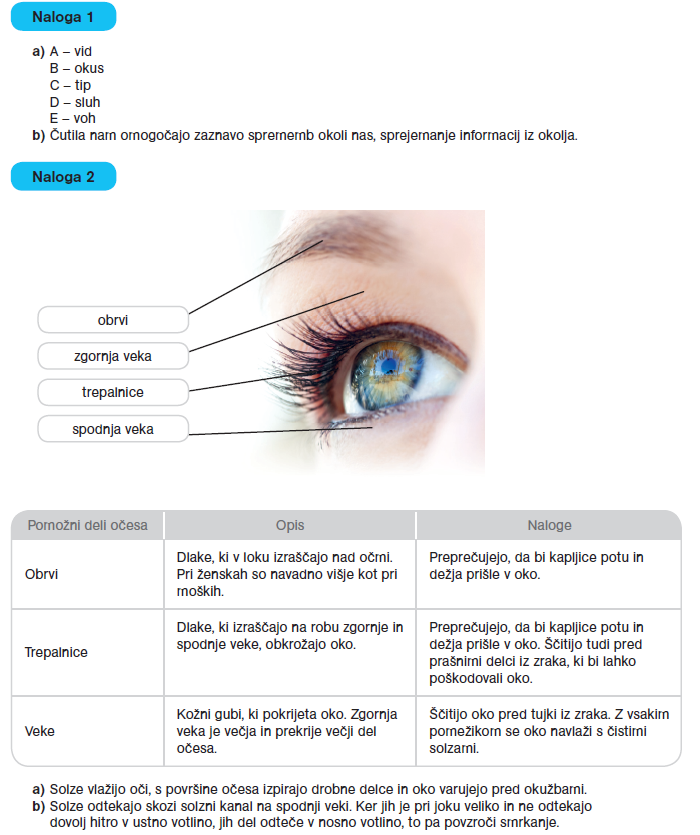 Naloga 1
a) A – vid
B – okus
C – tip
D – sluh
E – voh
b) Čutila nam omogočajo zaznavo sprememb okoli nas, sprejemanje informacij iz okolja.
Naloga 2
obrvi
zgornja veka
trepalnice
spodnja veka
Pomožni deli očesa
Opis
Naloge
Obrvi
Dlake, ki v loku izraščajo nad očmi.
Pri ženskah so navadno višje kot pri
moških.
Preprečujejo, da bi kapljice potu in
dežja prišle v oko.
Trepalnice
Dlake, ki izraščajo na robu zgornje in
spodnje veke, obkrožajo oko.
Preprečujejo, da bi kapljice potu in
dežja prišle v oko. Ščitijo tudi pred
prašnimi delci iz zraka, ki bi lahko
poškodovali oko.
Veke
Kožni gubi, ki pokrijeta oko. Zgornja
veka je večja in prekrije večji del
očesa.
Ščitijo oko pred tujki iz zraka. Z vsakim
pomežikom se oko navlaži s čistimi
solzami.
a) Solze vlažijo oči, s površine očesa izpirajo drobne delce in oko varujejo pred okužbami.
b) Solze odtekajo skozi solzni kanal na spodnji veki. Ker jih je pri joku veliko in ne odtekajo
dovolj hitro v ustno votlino, jih del odteče v nosno votlino, to pa povzroči smrkanje.